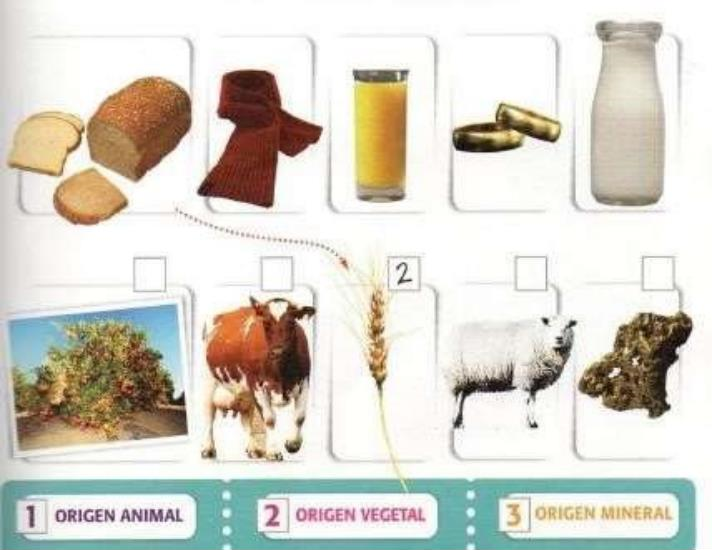 2
1 ORIGEN ANIMAL
2 ORIGEN VEGETAL
3 ORIGEN MINERAL